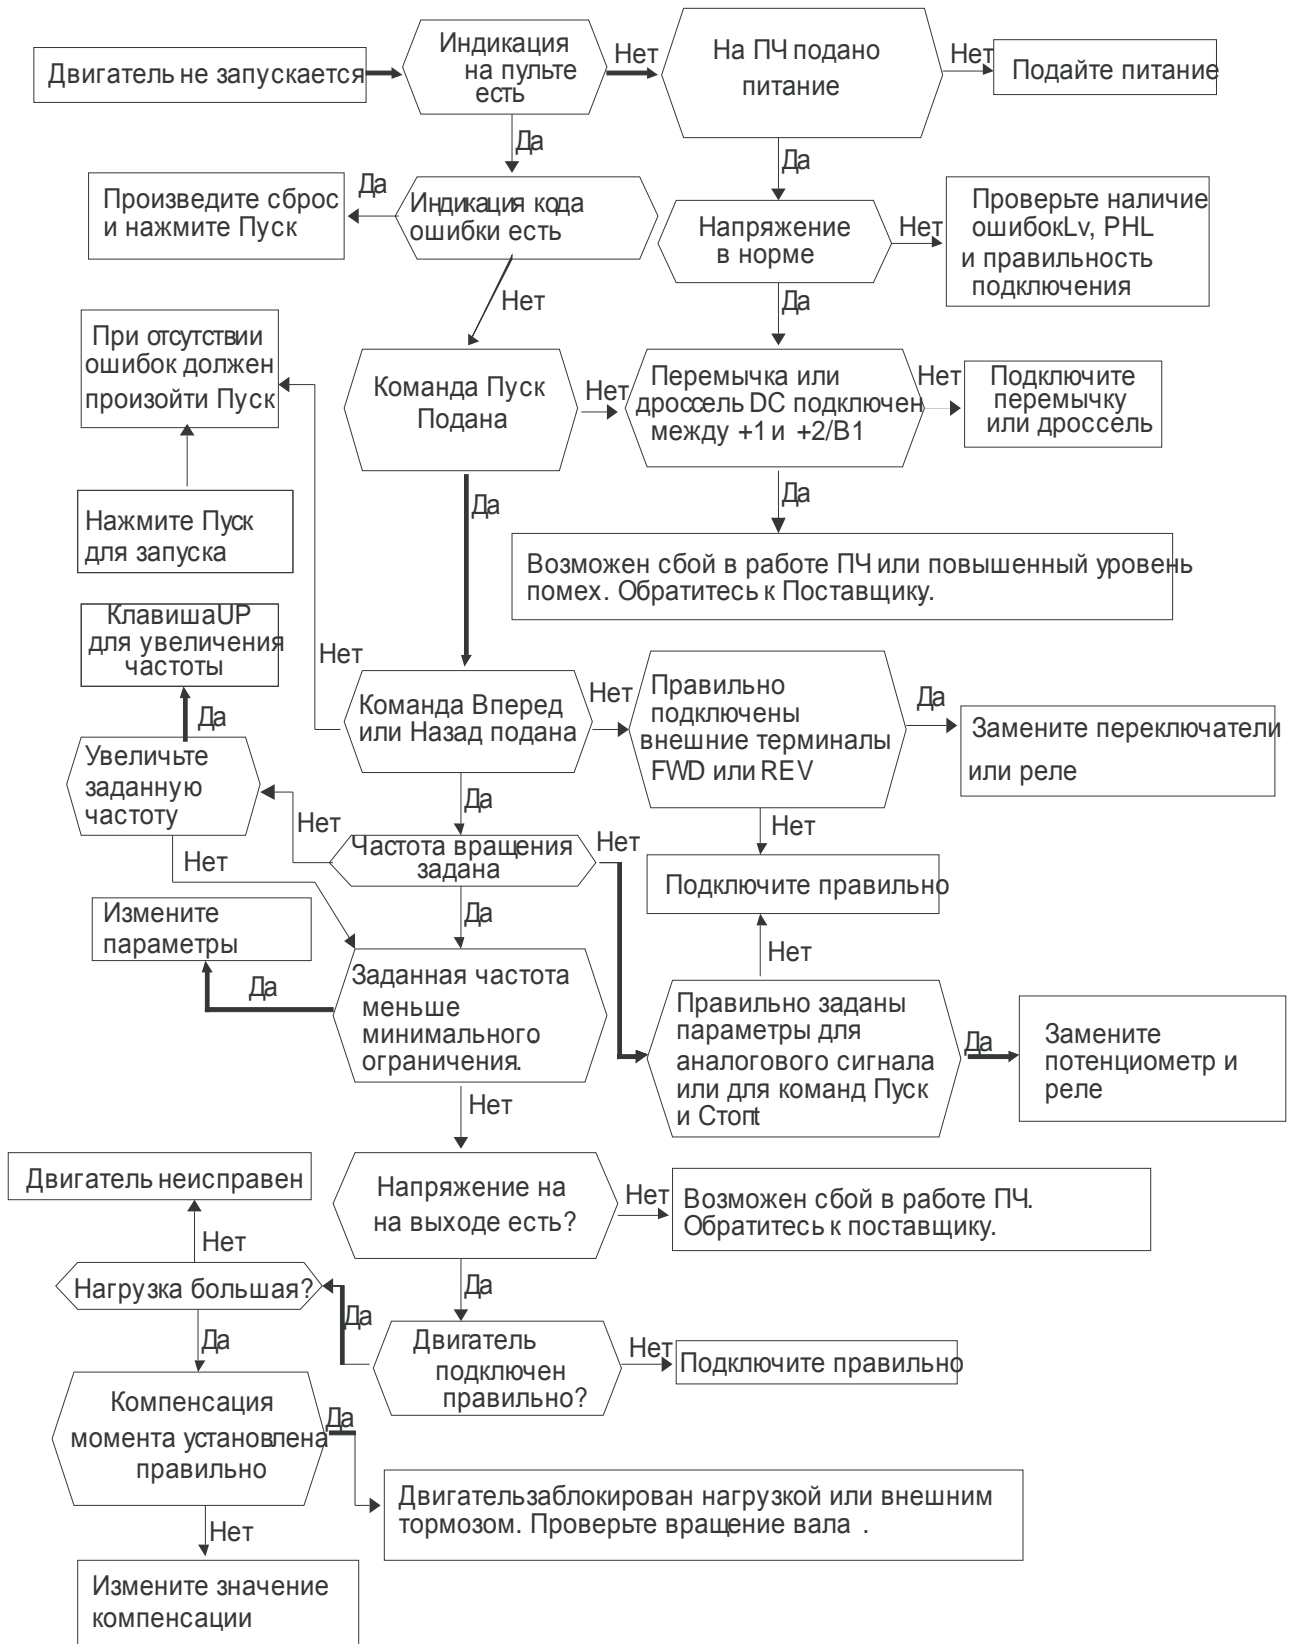 Двигатель не запускается
Индикация
на пульте
есть
Нет
На ПЧ подано
питание
Нет
Подайте питание
Да
Да
Произведите сброс
и нажмите Пуск
Да
Индикация кода
ошибки есть
Напряжение
в норме
Нет
Проверьте наличие
ошибокLv, PHL
и правильность
подключения
Нет
Да
При отсутствии
ошибок должен
произойти Пуск
Команда Пуск
Подана
Нет
Перемычка или
дроссель DC подключен
между +1 и +2/B1
Нет
Подключите
перемычку
или дроссель
Да
Да
Нажмите Пуск
для запуска
Возможен сбой в работе ПЧ или повышенный уровень
помех. Обратитесь к Поставщику.
КлавишаUP
для увеличения
частоты
Нет
Да
Команда Вперед
или Назад подана
Нет
Правильно
подключены
внешние терминалы
FWD или REV
Да
Замените переключатели
или реле
Увеличьте
заданную
частоту
Да
Нет
Нет
Нет
Частота вращения
задана
Нет
Подключите правильно
Да
Измените
параметры
Нет
Да
Заданная частота
меньше
минимального
ограничения.
Правильно заданы
параметры для
аналогового сигнала
или для команд Пуск
и Стопt
Да
Замените
потенциометр и
реле
Нет
Двигатель неисправен
Напряжение на
на выходе есть?
Нет
Возможен сбой в работе ПЧ.
Обратитесь к поставщику.
Нет
Нагрузка большая?
Да
Да
Да
Двигатель
подключен
правильно?
Нет
Подключите правильно
Компенсация
момента установлена
правильно
Да
Двигательзаблокирован нагрузкой или внешним
тормозом. Проверьте вращение вала .
Нет
Измените значение
компенсации